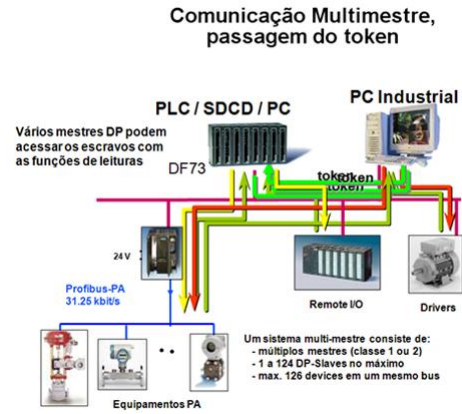 Comunicação Multimestre,
passagem do token
PLC / SDCD / PC
PC Industrial
Vários mestres DP podem
acessar os escravos com
as funções de leituras
DF73
token
token
token
24 V
Profibus-PA
31.25 kbit/s
Remote I/O
Drivers
Equipamentos PA
Um sistema multi-mestre consiste de:
- múltiplos mestres (classe 1 ou 2)
- 1 a 124 DP-Slaves no máximo
- max. 126 devices em um mesmo bus